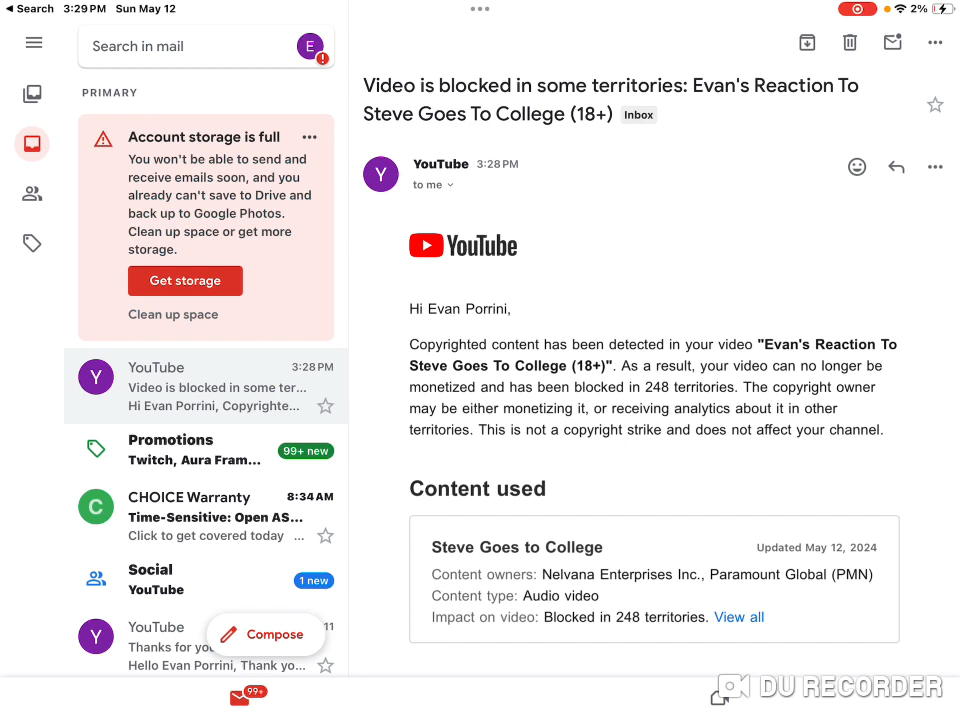 Search 3:29 PM Sun May 12
2%
Search in mail
E
PRIMARY
Account storage is full
You won't be able to send and
receive emails soon, and you
already can't save to Drive and
back up to Google Photos.
Clean up space or get more
storage.
Get storage
Clean up space
Y
YouTube 3:28 PM
Video is blocked in some ter...
Hi Evan Porrini, Copyrighte...
Promotions
99+ new
Twitch, Aura Fram...
C
CHOICE Warranty 8:34 AM
Time-Sensitive: Open AS...
Click to get covered today ...
Social
1 new
YouTube
Y
YouTube 11
Thanks for you
Hello Evan Porrini, Thank yo...
Compose
99+
Video is blocked in some territories: Evan's Reaction To
Steve Goes To College (18+) Inbox
Y
YouTube 3:28 PM
to me
YouTube
Hi Evan Porrini,
Copyrighted content has been detected in your video "Evan's Reaction To
Steve Goes To College (18+)". As a result, your video can no longer be
monetized and has been blocked in 248 territories. The copyright owner
may be either monetizing it, or receiving analytics about it in other
territories. This is not a copyright strike and does not affect your channel.
Content used
Steve Goes to College Updated May 12, 2024
Content owners: Nelvana Enterprises Inc., Paramount Global (PMN)
Content type: Audio video
Impact on video: Blocked in 248 territories. View all
DU RECORDER